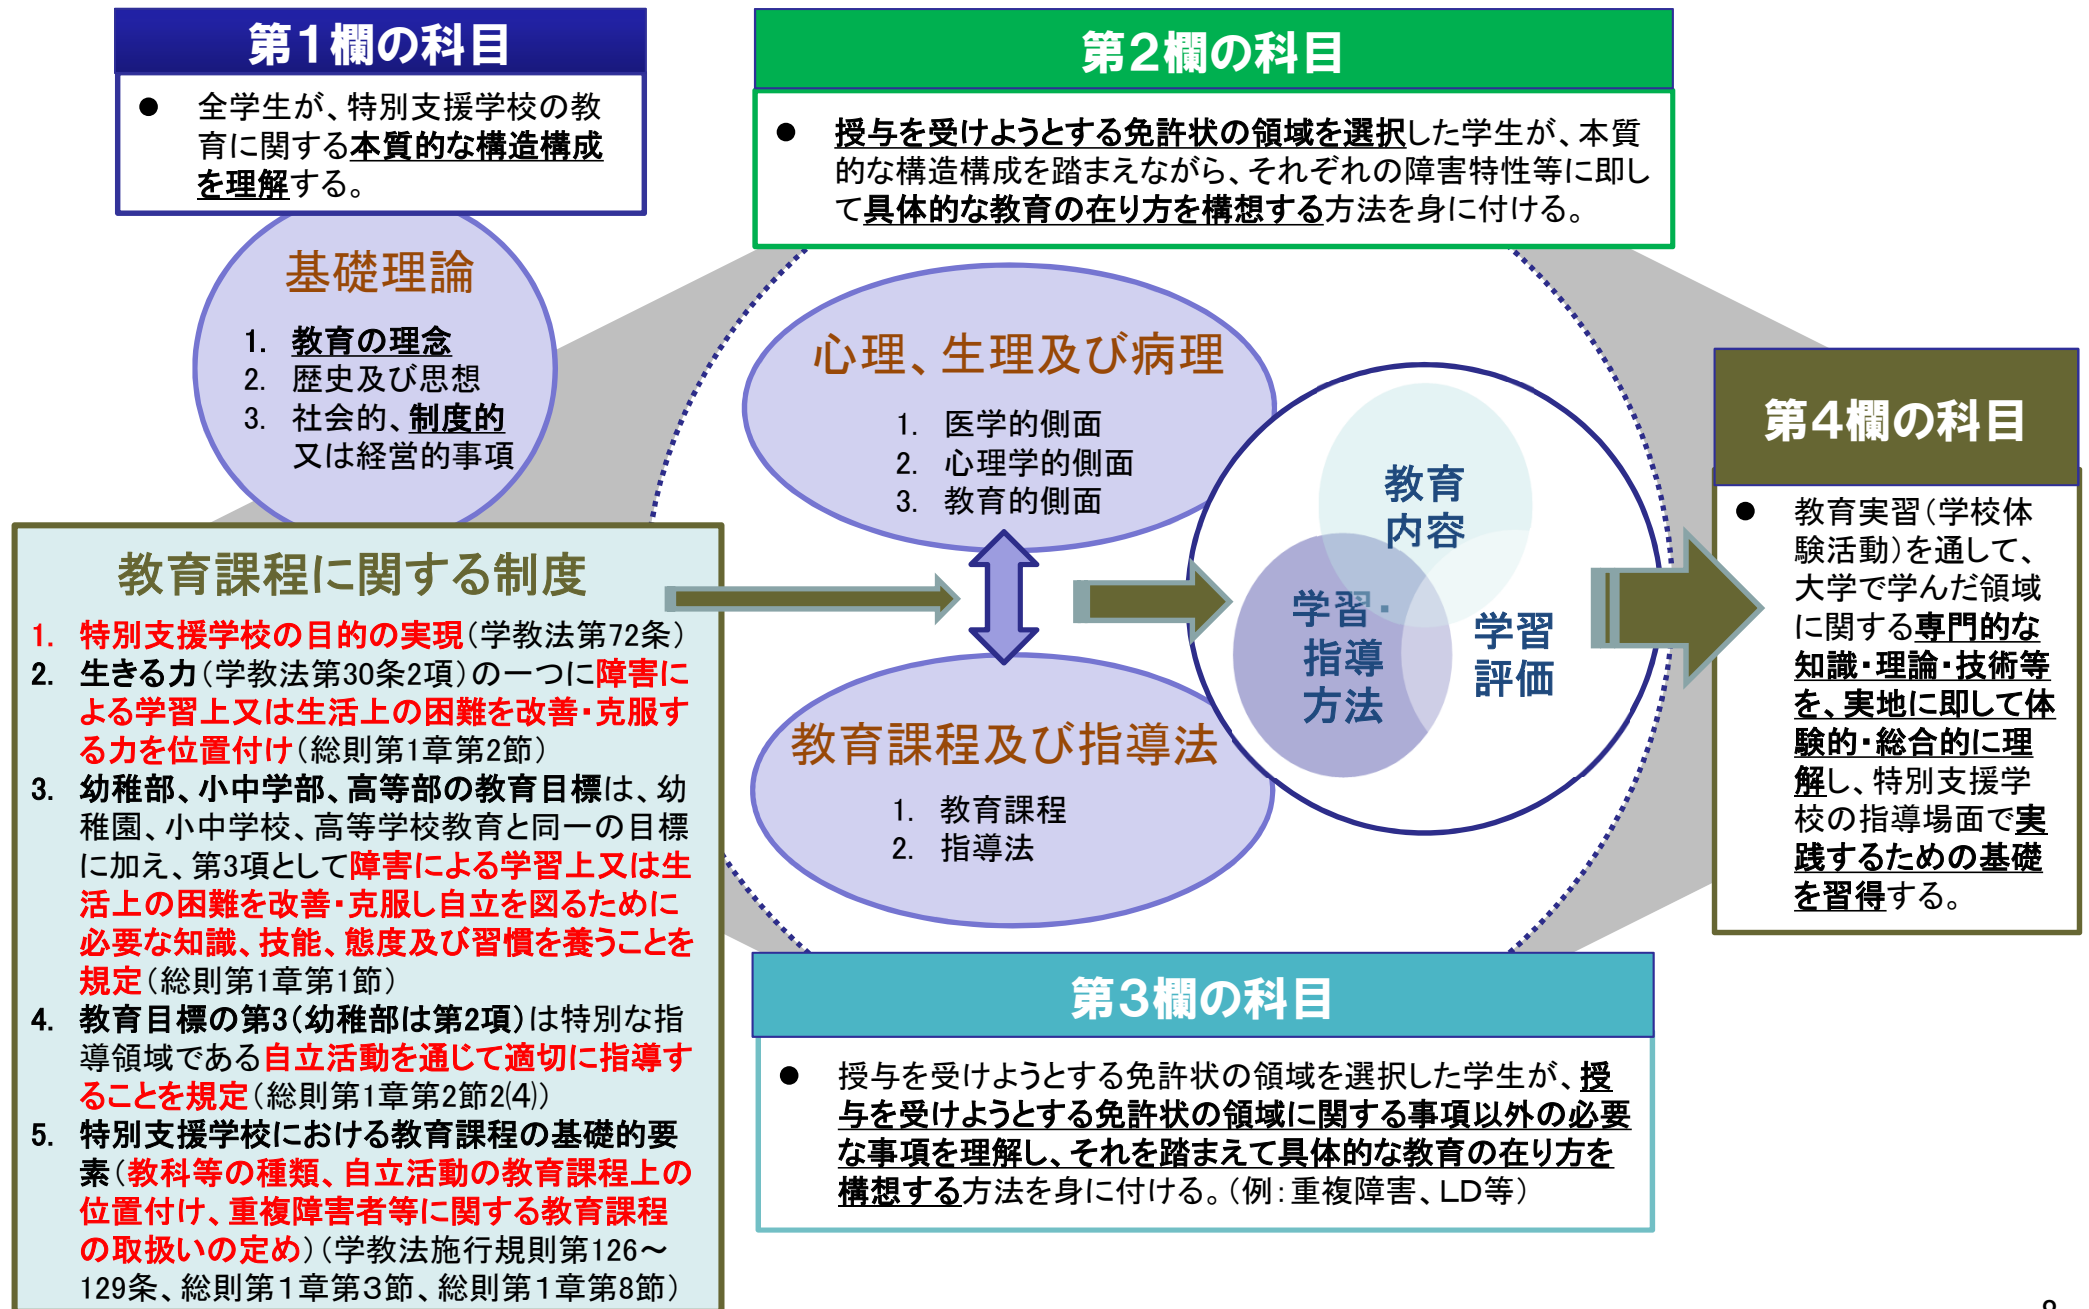 第1欄の科目
● 全学生が、特別支援学校の教
育に関する本質的な構造構成
を理解する。
第2欄の科目
● 授与を受けようとする免許状の領域を選択した学生が、本質
的な構造構成を踏まえながら、それぞれの障害特性等に即し
て具体的な教育の在り方を構想する方法を身に付ける。
基礎理論
1. 教育の理念
2. 歴史及び思想
3. 社会的、制度的
又は経営的事項
教育課程に関する制度
1. 特別支援学校の目的の実現(学教法第72条)
2. 生きる力(学教法第30条2項)の一つに障害に
よる学習上又は生活上の困難を改善・克服す
る力を位置付け(総則第1章第2節)
3. 幼稚部、小中学部、高等部の教育目標は、幼
稚園、小中学校、高等学校教育と同一の目標
に加え、第3項として障害による学習上又は生
活上の困難を改善・克服し自立を図るために
必要な知識、技能、態度及び習慣を養うことを
規定(総則第1章第1節)
4. 教育目標の第3(幼稚部は第2項)は特別な指
導領域である自立活動を通じて適切に指導す
ることを規定(総則第1章第2節2⑷)
5. 特別支援学校における教育課程の基礎的要
素(教科等の種類、自立活動の教育課程上の
位置付け、重複障害者等に関する教育課程
の取扱いの定め)(学教法施行規則第126~
129条、総則第1章第3節、総則第1章第8節)
心理、生理及び病理
1. 医学的側面
2. 心理学的側面
3. 教育的側面
教育課程及び指導法
1. 教育課程
2. 指導法
教育
内容
学習・
指導
方法
学習
評価
第3欄の科目
● 授与を受けようとする免許状の領域を選択した学生が、授
与を受けようとする免許状の領域に関する事項以外の必要
な事項を理解し、それを踏まえて具体的な教育の在り方を
構想する方法を身に付ける。(例:重複障害、LD等)
第4欄の科目
● 教育実習(学校体
験活動)を通して、
大学で学んだ領域
に関する専門的な
知識・理論・技術等
を、実地に即して体
験的・総合的に理
解し、特別支援学
校の指導場面で実
践するための基礎
を習得する。